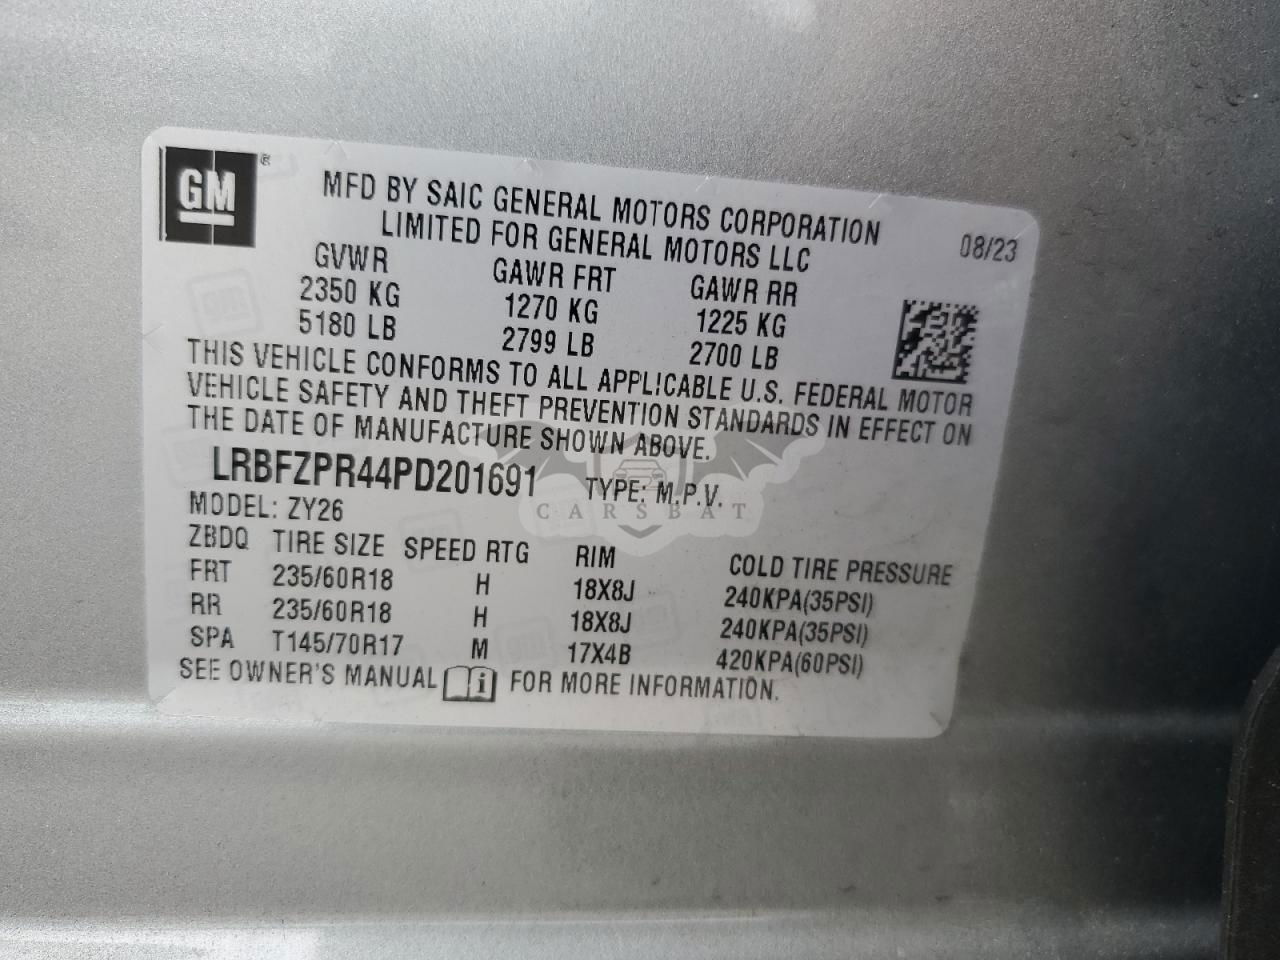 GM ®
MFD BY SAIC GENERAL MOTORS CORPORATION
LIMITED FOR GENERAL MOTORS LLC
08/23
GVWR GAWR FRT GAWR RR
2350 KG 1270 KG 1225 KG
5180 LB 2799 LB 2700 LB
THIS VEHICLE CONFORMS TO ALL APPLICABLE U.S. FEDERAL MOTOR
VEHICLE SAFETY AND THEFT PREVENTION STANDARDS IN EFFECT ON
THE DATE OF MANUFACTURE SHOWN ABOVE.
LRBFZPR44PD201691 TYPE: M.P.V.
MODEL: ZY26
CARSBAT
ZBDQ TIRE SIZE SPEED RTG RIM COLD TIRE PRESSURE
FRT 235/60R18 H 18X8J 240KPA(35PSI)
RR 235/60R18 H 18X8J 240KPA(35PSI)
SPA T145/70R17 M 17X4B 420KPA(60PSI)
SEE OWNER'S MANUAL i FOR MORE INFORMATION.